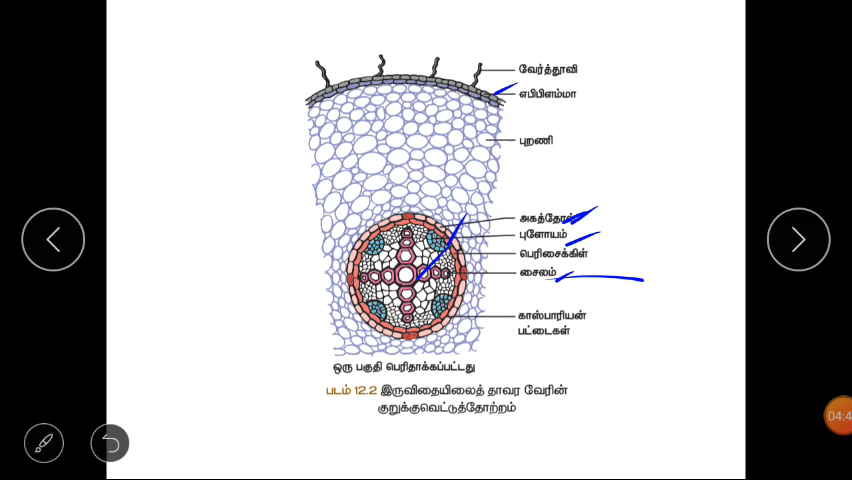 வேர்த்தூவி
எபிபிளம்மா
புறணி
அகத்தோல்
புளோயம்
பெரிசைக்கிள்
சைலம்
காஸ்பாரியன்
பட்டைகள்
ஒரு பகுதி பெரிதாக்கப்பட்டது
படம் 12.2 இருவிதையிலைத் தாவர வேரின்
குறுக்குவெட்டுத்தோற்றம்